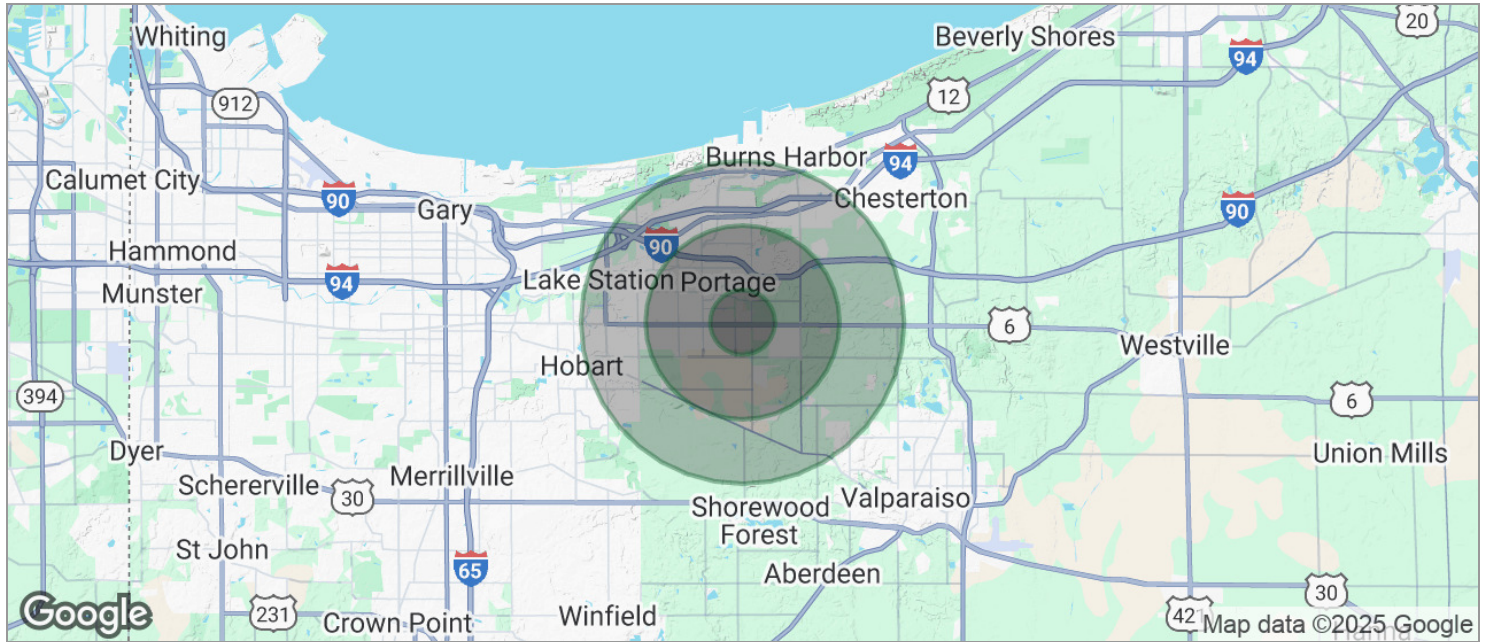 Whiting
Beverly Shores
20
94
912
12
Burns Harbor
94
Calumet City
90
Gary
Chesterton
90
Hammond
90
94
Lake Station
Portage
Munster
6
Hobart
Westville
394
6
Dyer
Union Mills
Merrillville
Schererville
30
Shorewood
Forest
Valparaiso
St John
65
Aberdeen
Google
231
Crown Point
Winfield
30
421
Map data ©2025 Google